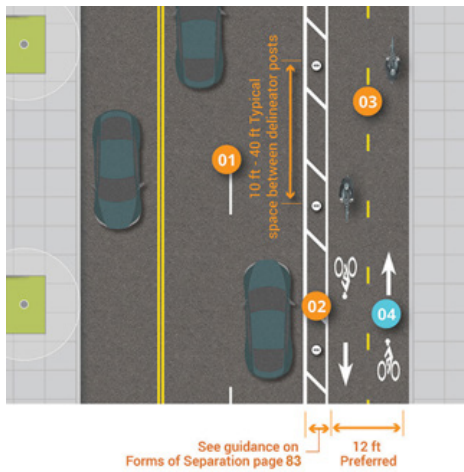 10 ft - 40 ft Typical
space between delineator posts
01
03
02
04
See guidance on
Forms of Separation page 83
12 ft
Preferred